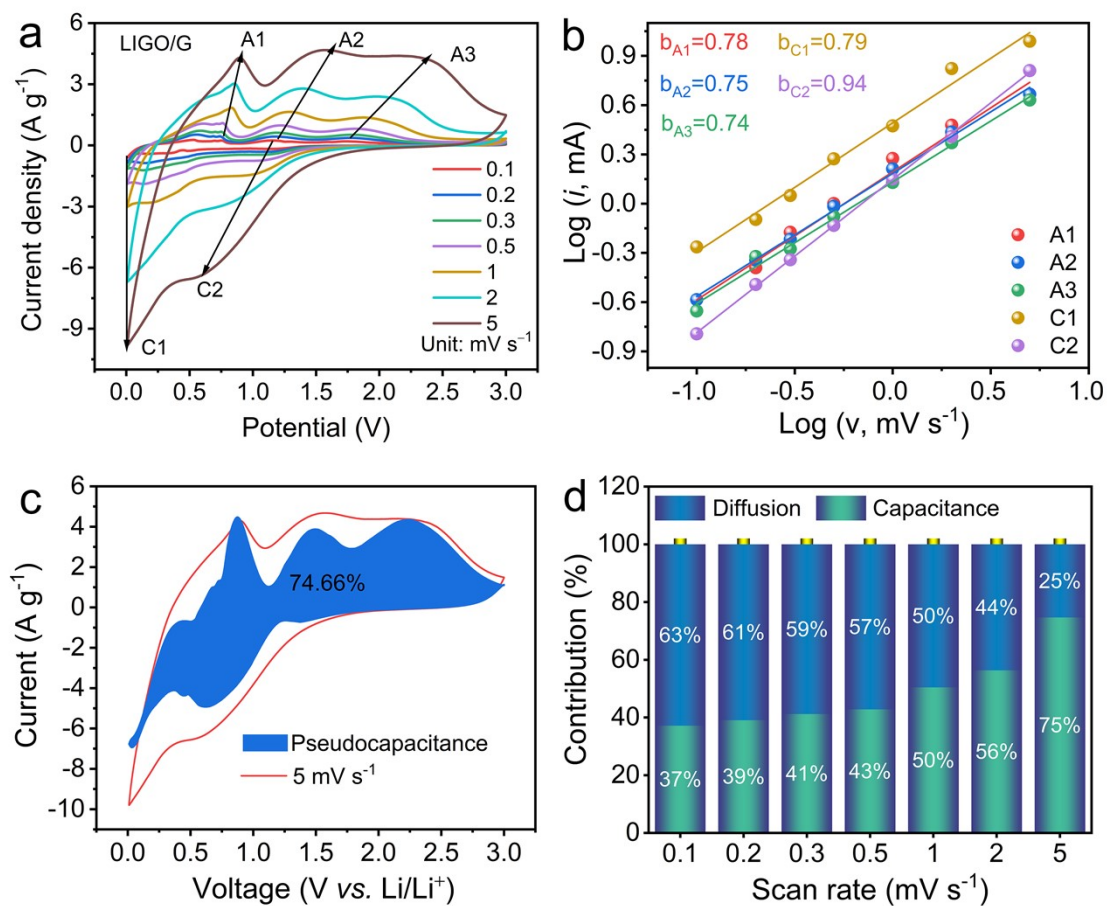 a
LIGO/G
A1
A2
A3
C2
C1
6
3
0
-3
-6
-9
Current density (A g⁻¹)
0.1
0.2
0.3
0.5
1
2
5
Unit: mV s⁻¹
0.0 0.5 1.0 1.5 2.0 2.5 3.0
Potential (V)
b
b_A1=0.78 b_C1=0.79
b_A2=0.75 b_C2=0.94
b_A3=0.74
0.9
0.6
0.3
0.0
-0.3
-0.6
-0.9
Log (i, mA)
A1
A2
A3
C1
C2
-1.0 -0.5 0.0 0.5 1.0
Log (v, mV s⁻¹)
c
6
4
2
0
-2
-4
-6
-8
-10
Current (A g⁻¹)
74.66%
Pseudocapacitance
5 mV s⁻¹
0.0 0.5 1.0 1.5 2.0 2.5 3.0
Voltage (V vs. Li/Li⁺)
d
120
100
80
60
40
20
0
Contribution (%)
Diffusion Capacitance
63% 61% 59% 57% 50% 44% 25%
37% 39% 41% 43% 50% 56% 75%
0.1 0.2 0.3 0.5 1 2 5
Scan rate (mV s⁻¹)